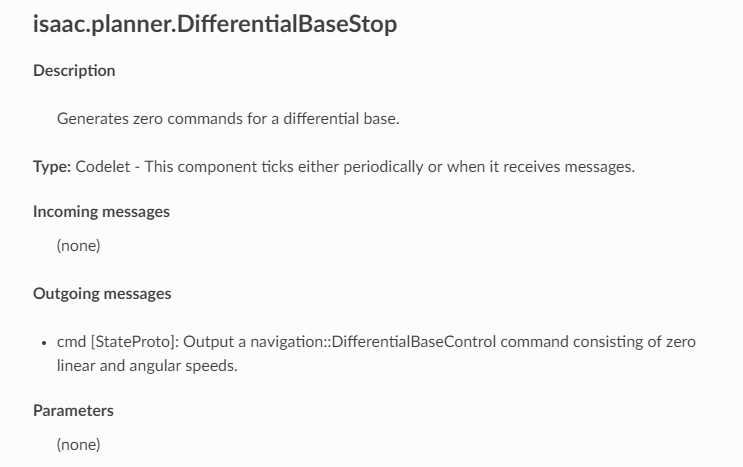 isaac.planner.DifferentialBaseStop
Description
Generates zero commands for a differential base.
Type: Codelet - This component ticks either periodically or when it receives messages.
Incoming messages
(none)
Outgoing messages
• cmd [StateProto]: Output a navigation::DifferentialBaseControl command consisting of zero
linear and angular speeds.
Parameters
(none)